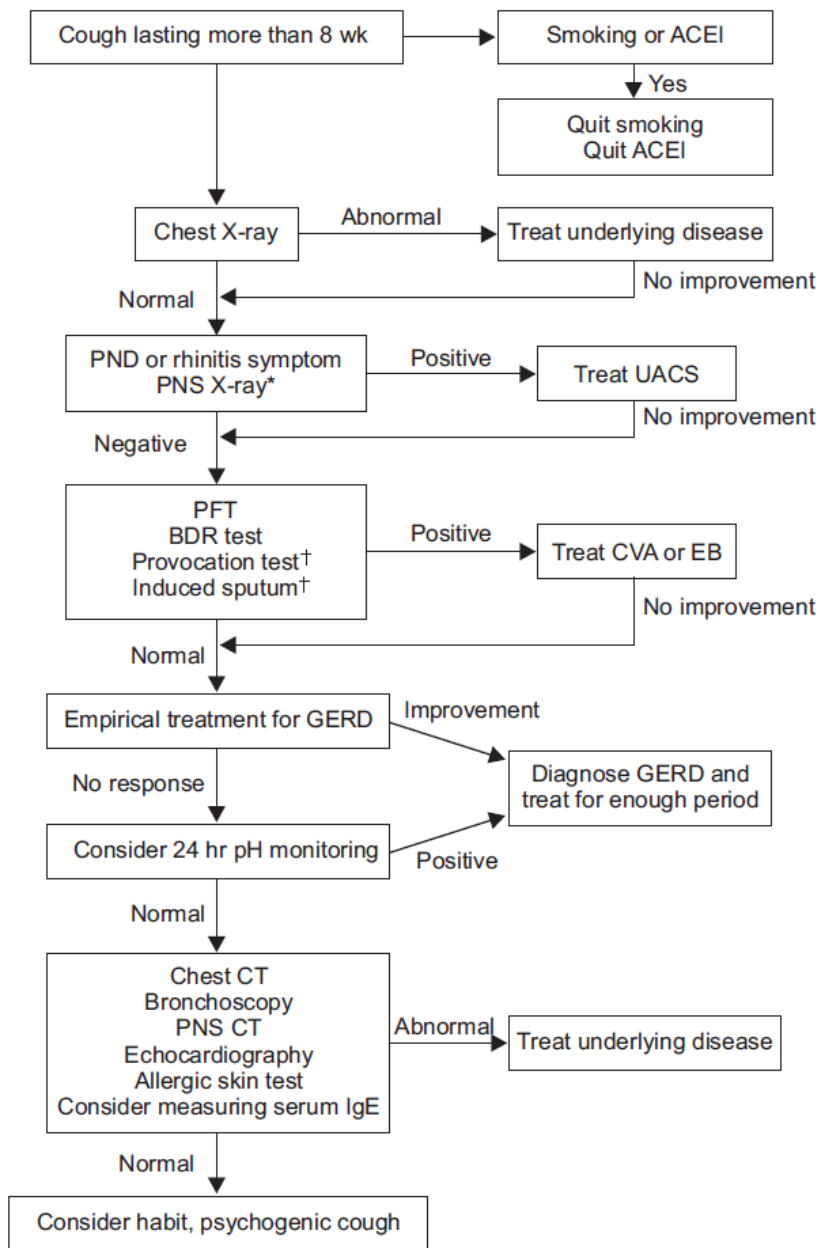 Cough lasting more than 8 wk
Smoking or ACEI
Yes
Quit smoking
Quit ACEI
Chest X-ray
Abnormal
Treat underlying disease
No improvement
Normal
PND or rhinitis symptom
PNS X-ray*
Positive
Treat UACS
No improvement
Negative
PFT
BDR test
Provocation test†
Induced sputum†
Positive
Treat CVA or EB
No improvement
Normal
Empirical treatment for GERD
Improvement
No response
Diagnose GERD and
treat for enough period
Consider 24 hr pH monitoring
Positive
Normal
Chest CT
Bronchoscopy
PNS CT
Echocardiography
Allergic skin test
Consider measuring serum IgE
Abnormal
Treat underlying disease
Normal
Consider habit, psychogenic cough